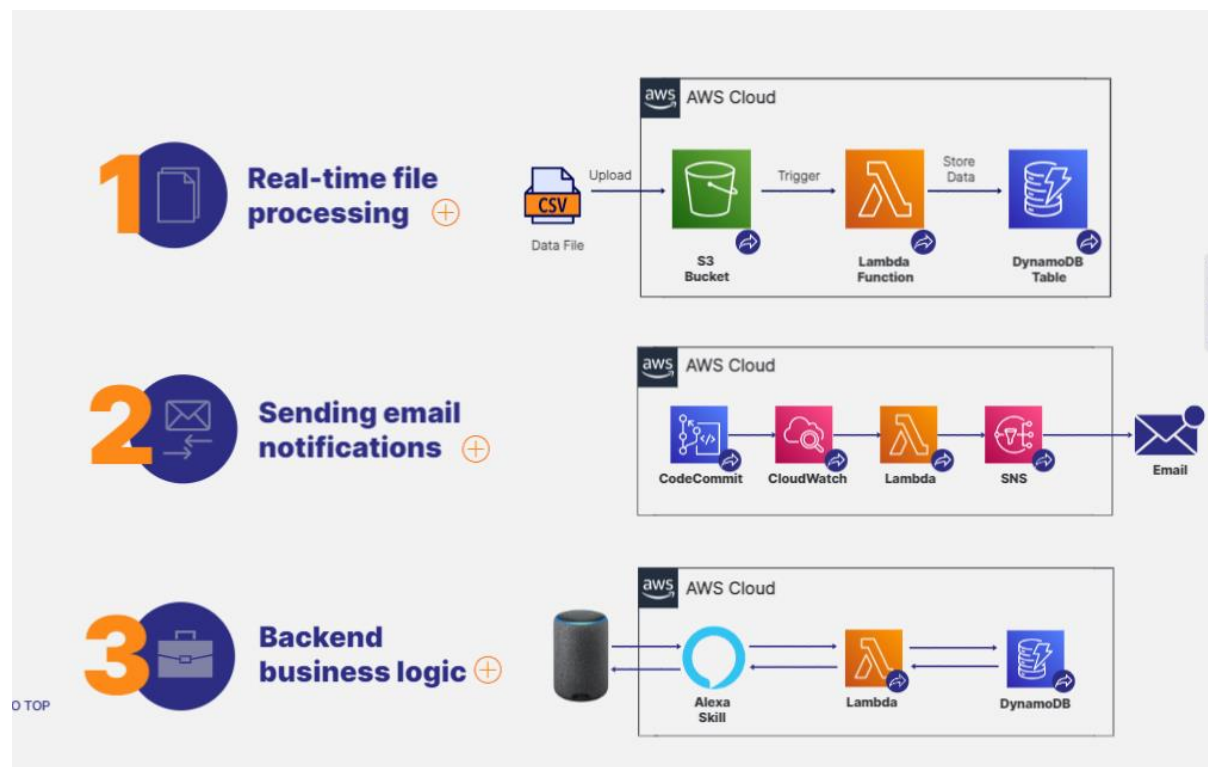 1
Real-time file
processing
CSV
Data File
Upload
aws
AWS Cloud
S3
Bucket
Trigger
Lambda
Function
Store
Data
DynamoDB
Table
2
Sending email
notifications
aws
AWS Cloud
CodeCommit
CloudWatch
Lambda
SNS
Email
3
Backend
business logic
aws
AWS Cloud
Alexa
Skill
Lambda
DynamoDB
O TOP